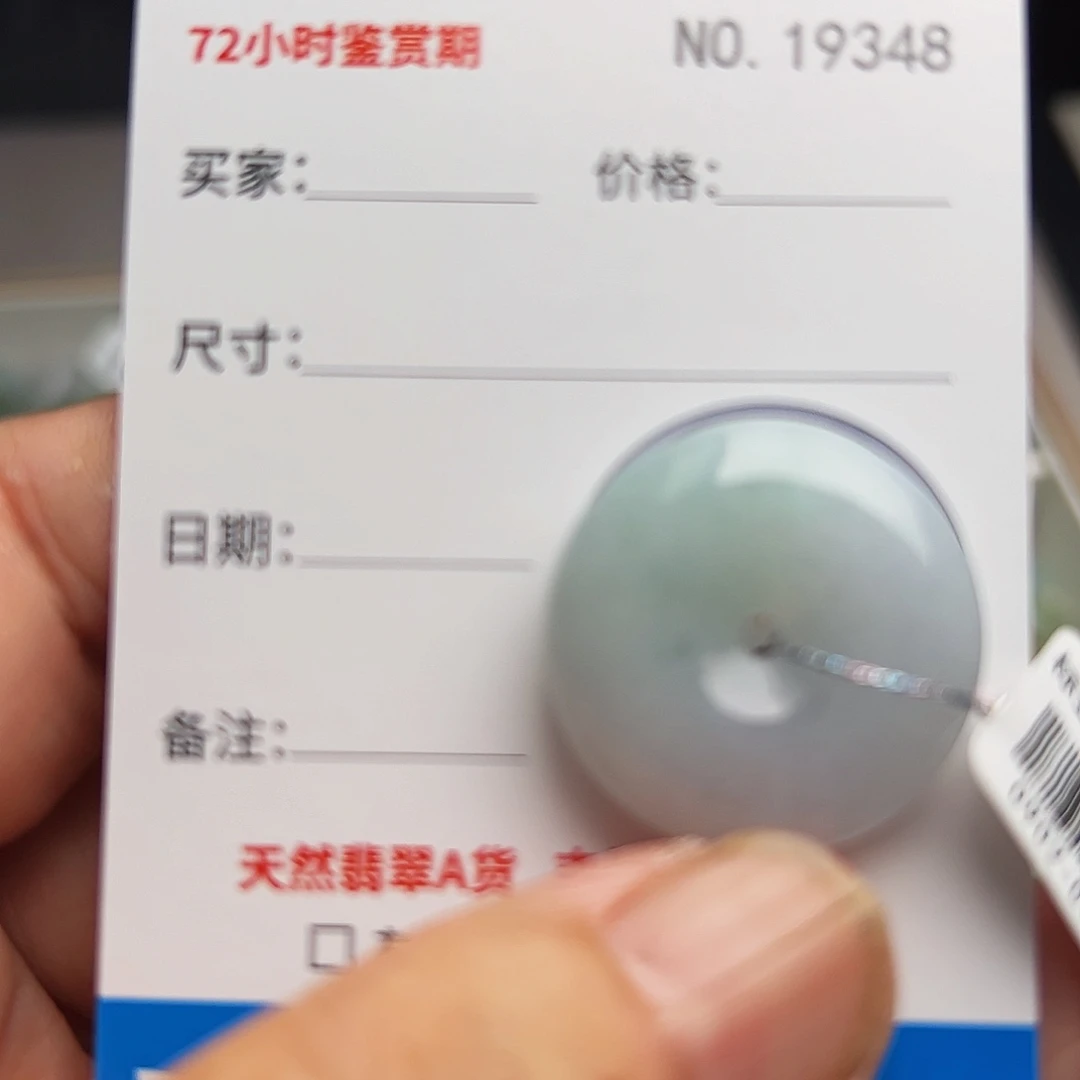 72小时鉴赏期 NO. 19348
买家: 价格:
尺寸:
日期:
备注:
天然翡翠A货